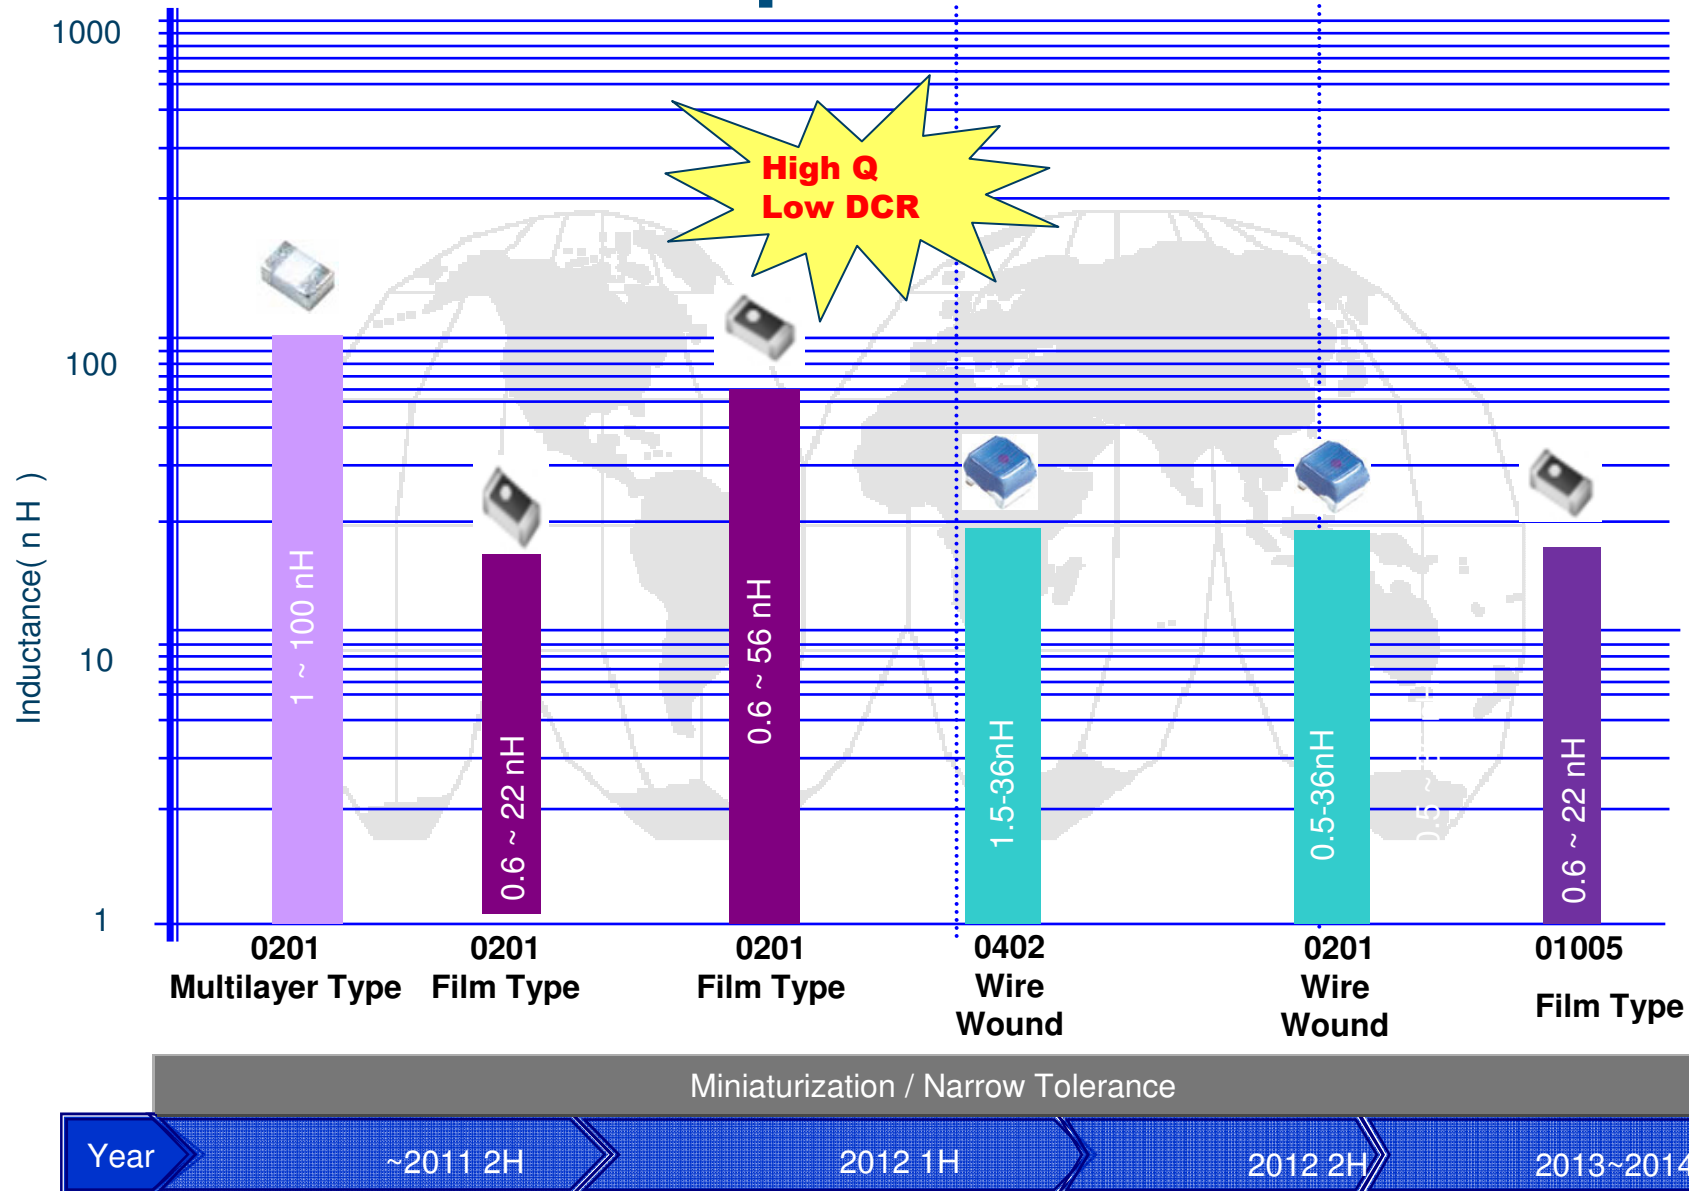 1000
High Q
Low DCR
100
Inductance( n H )
10
1
1 ~ 100 nH
0.6 ~ 22 nH
0.6 ~ 56 nH
1.5-36nH
0.5-36nH
0.6 ~ 22 nH
0201
Multilayer Type
0201
Film Type
0201
Film Type
0402
Wire
Wound
0201
Wire
Wound
01005
Film Type
Miniaturization / Narrow Tolerance
Year
~2011 2H
2012 1H
2012 2H
2013~2014